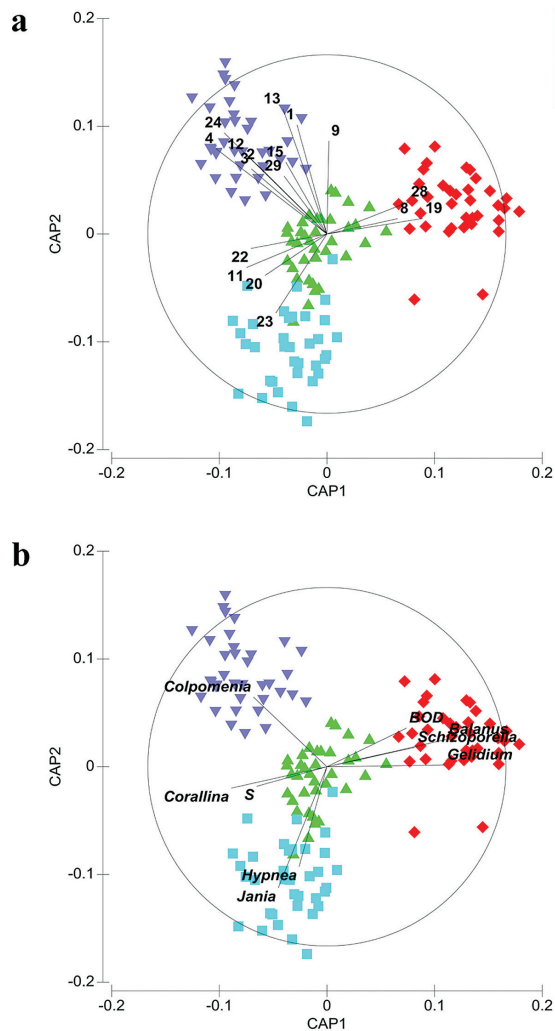 a
0.2
13
1
24
9
0.1
4
12
15
3
2
29
28
8
19
CAP2
0
22
11
20
23
-0.1
-0.2
-0.2
-0.1
0
0.1
0.2
CAP1
b
0.2
0.1
Colpomenia
BOD
Balanus
Schizoporella
Gelidium
CAP2
0
Corallina
S
Hypnea
Jania
-0.1
-0.2
-0.2
-0.1
0
0.1
0.2
CAP1